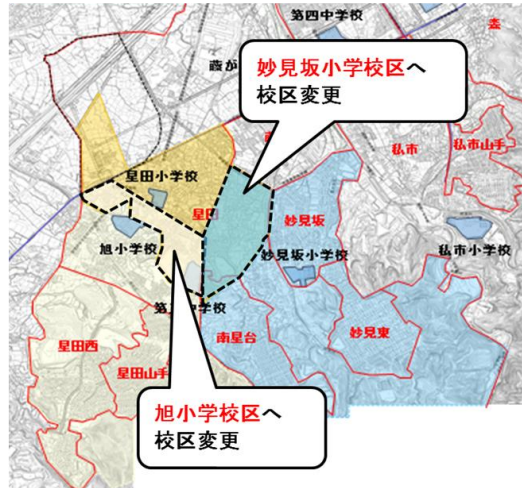 第四中学校
妙見坂小学校区へ
校区変更
私市
私市山手
星田小学校
星田
妙見坂
旭小学校
妙見坂小学校
私市小学校
星田西
南星台
妙見東
星田山手
旭小学校区へ
校区変更